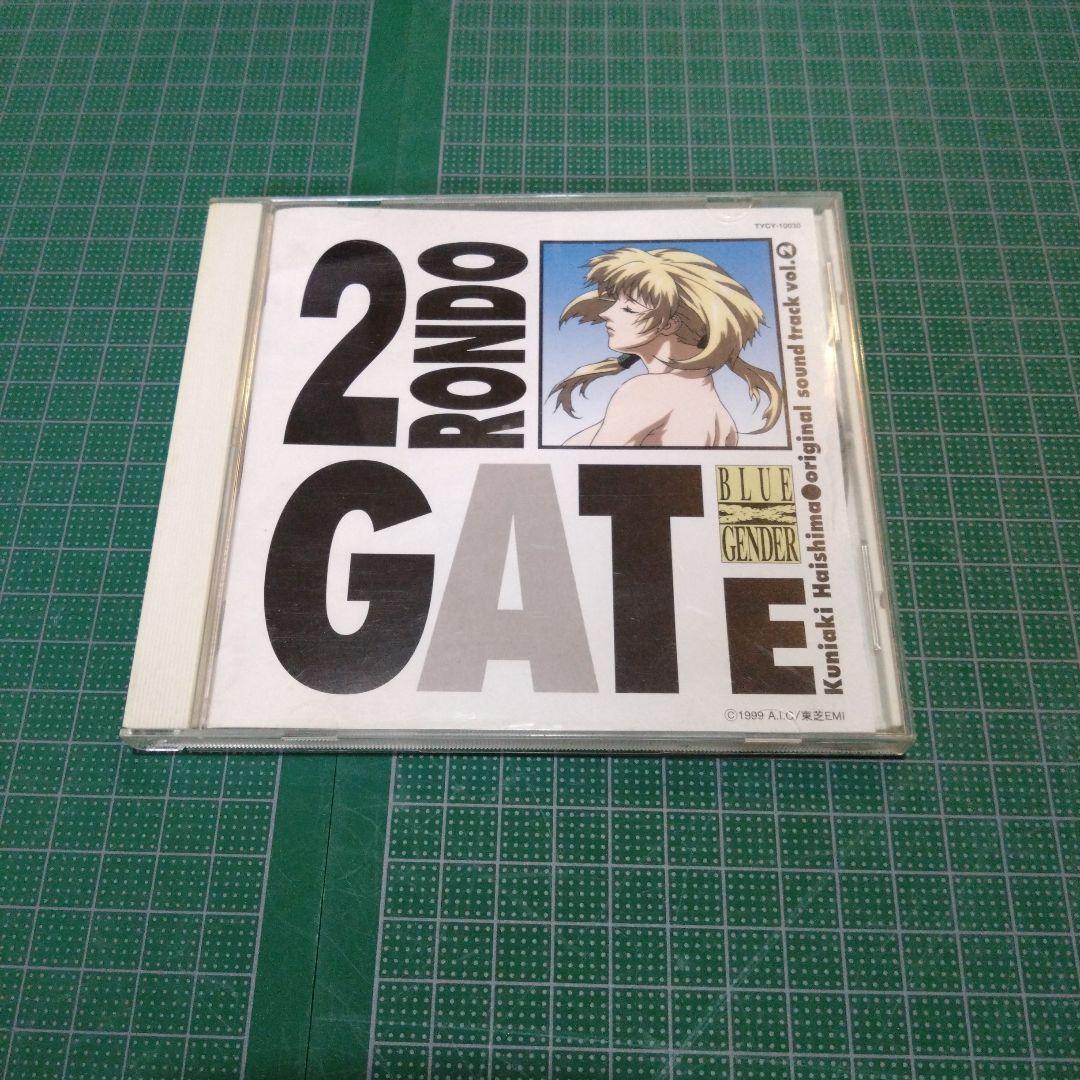 TYCY-10030
2
RONDO
GATE
BLUE
GENDER
Kuniaki Haishima●original sound track vol.❷
©1999 A.I.C/東芝EMI